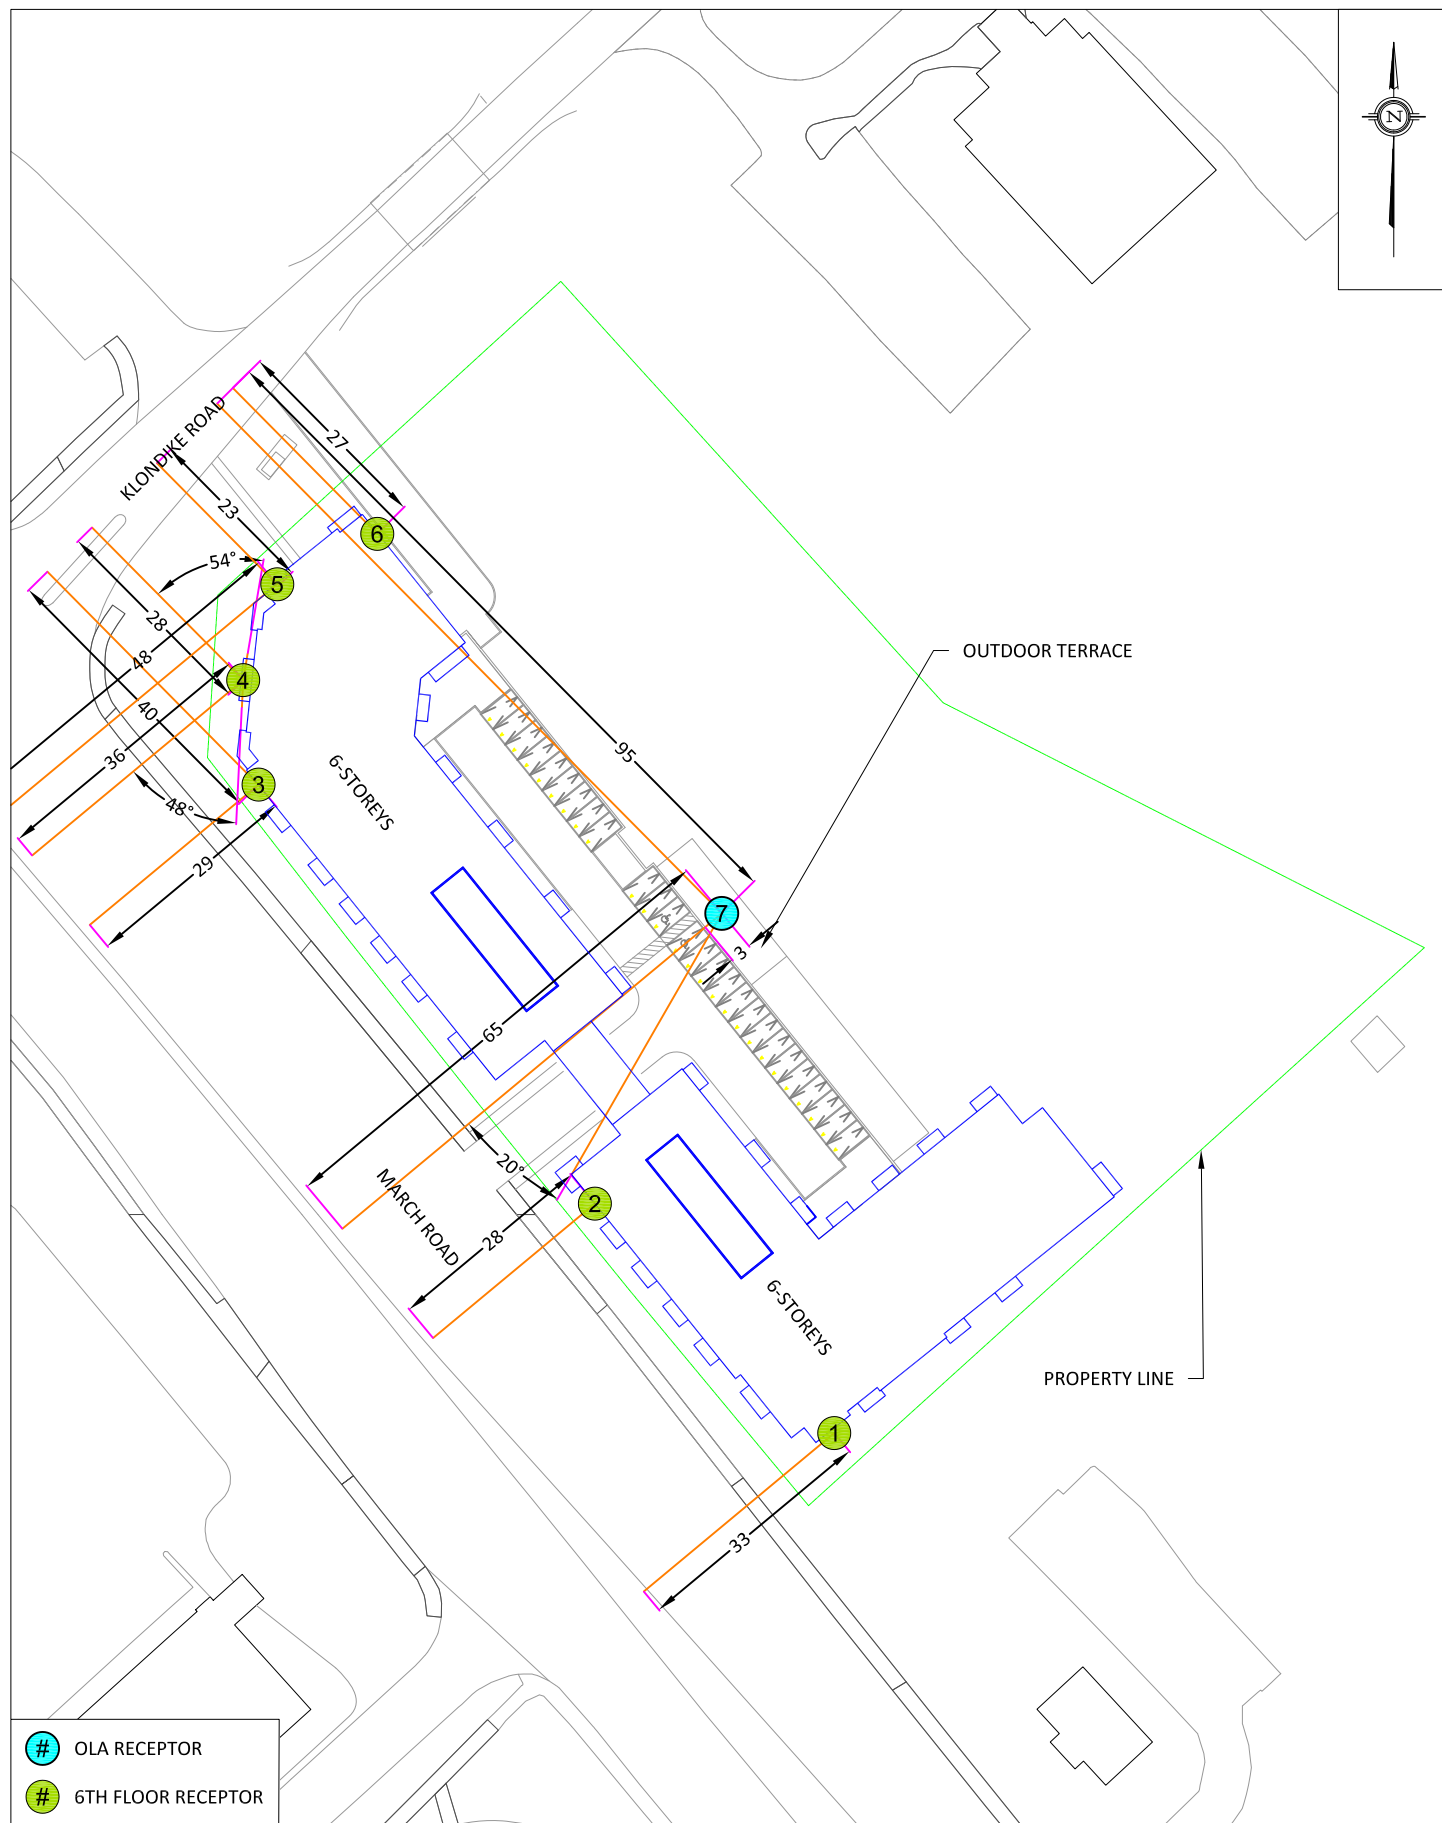 N
KLONDIKE ROAD
27
23
6
54°
5
28
48
4
40
36
3
48°
29
6-STOREYS
95
OUTDOOR TERRACE
7
3
65
20°
MARCH ROAD
2
28
6-STOREYS
PROPERTY LINE
1
33
# OLA RECEPTOR
# 6TH FLOOR RECEPTOR